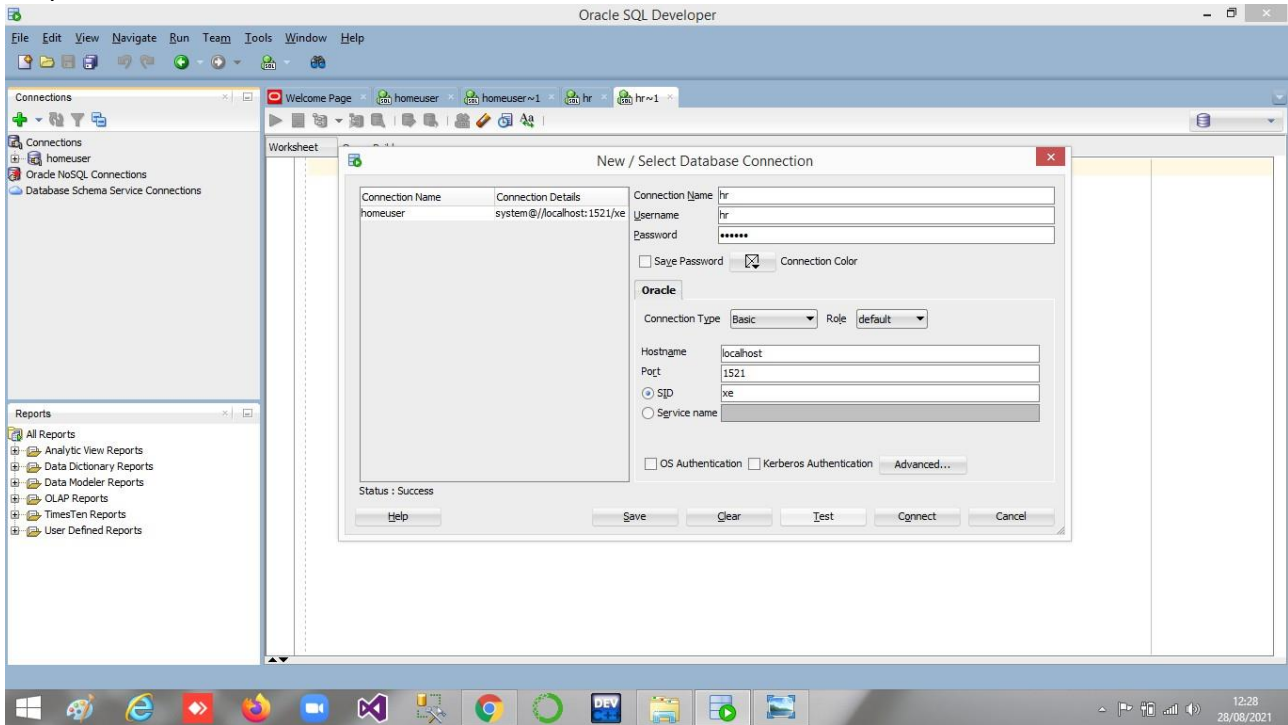 Oracle SQL Developer
File Edit View Navigate Run Team Tools Window Help
Connections
Welcome Page
homeuser
homeuser~1
hr
hr~1
Connections
homeuser
Oracle NoSQL Connections
Database Schema Service Connections
Worksheet
New / Select Database Connection
Connection Name
Connection Details
homeuser
system@//localhost:1521/xe
Connection Name hr
Username hr
Password ••••••
Save Password
Connection Color
Oracle
Connection Type Basic
Role default
Hostname localhost
Port 1521
SID xe
Service name
OS Authentication
Kerberos Authentication
Advanced...
Status : Success
Help
Save
Clear
Test
Connect
Cancel
Reports
All Reports
Analytic View Reports
Data Dictionary Reports
Data Modeler Reports
OLAP Reports
TimesTen Reports
User Defined Reports
DEV
12:28
28/08/2021